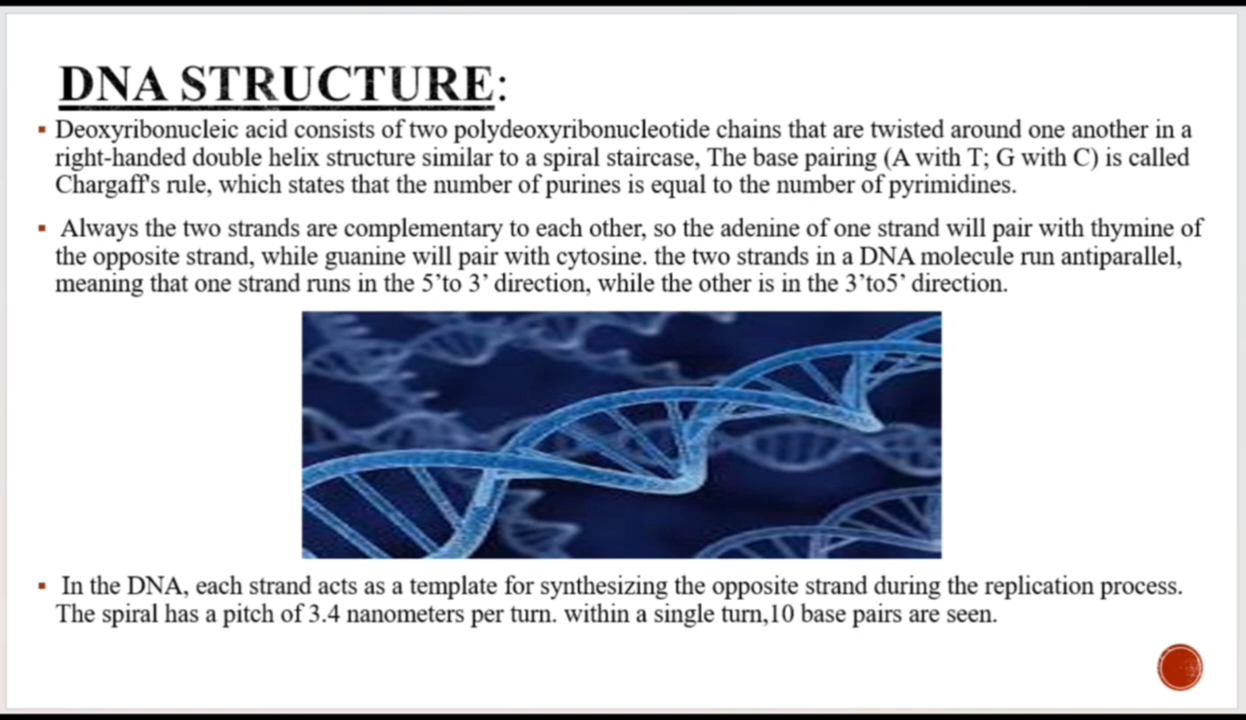 DNA STRUCTURE:
▪ Deoxyribonucleic acid consists of two polydeoxyribonucleotide chains that are twisted around one another in a
right-handed double helix structure similar to a spiral staircase, The base pairing (A with T; G with C) is called
Chargaff's rule, which states that the number of purines is equal to the number of pyrimidines.
▪ Always the two strands are complementary to each other, so the adenine of one strand will pair with thymine of
the opposite strand, while guanine will pair with cytosine. the two strands in a DNA molecule run antiparallel,
meaning that one strand runs in the 5’to 3’ direction, while the other is in the 3’to5’ direction.
▪ In the DNA, each strand acts as a template for synthesizing the opposite strand during the replication process.
The spiral has a pitch of 3.4 nanometers per turn. within a single turn,10 base pairs are seen.